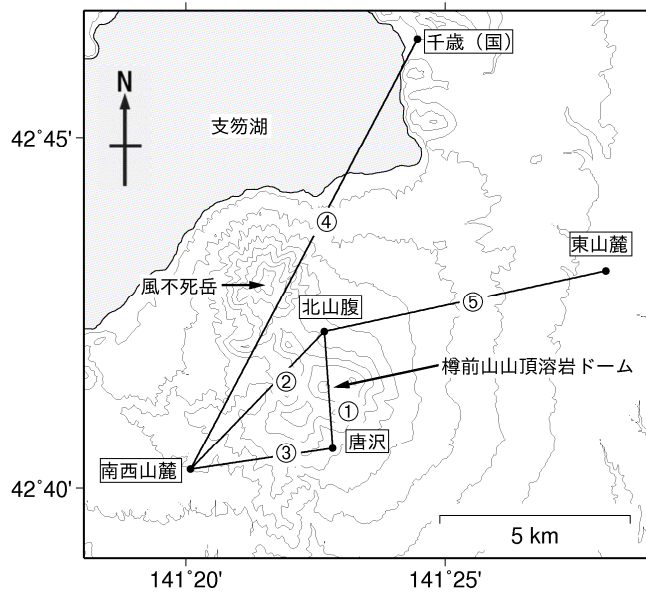 千歳（国）
N
支笏湖
42˚45'
④
東山麓
風不死岳
北山腹
⑤
②
樽前山山頂溶岩ドーム
①
唐沢
③
南西山麓
42˚40'
5 km
141˚20'
141˚25'